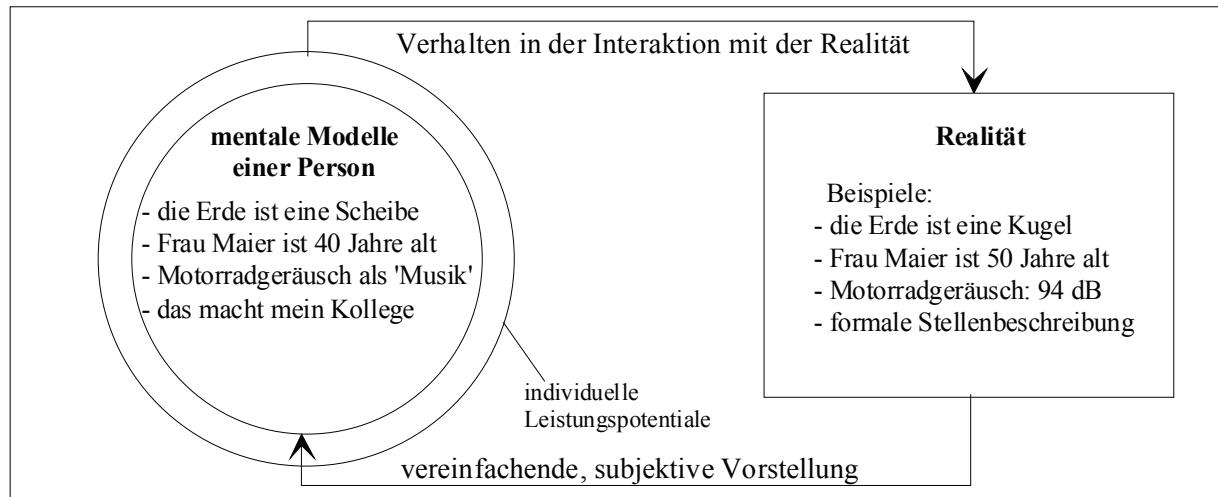 Verhalten in der Interaktion mit der Realität
mentale Modelle
einer Person
- die Erde ist eine Scheibe
- Frau Maier ist 40 Jahre alt
- Motorradgeräusch als 'Musik'
- das macht mein Kollege
Realität
Beispiele:
- die Erde ist eine Kugel
- Frau Maier ist 50 Jahre alt
- Motorradgeräusch: 94 dB
- formale Stellenbeschreibung
individuelle
Leistungspotentiale
vereinfachende, subjektive Vorstellung